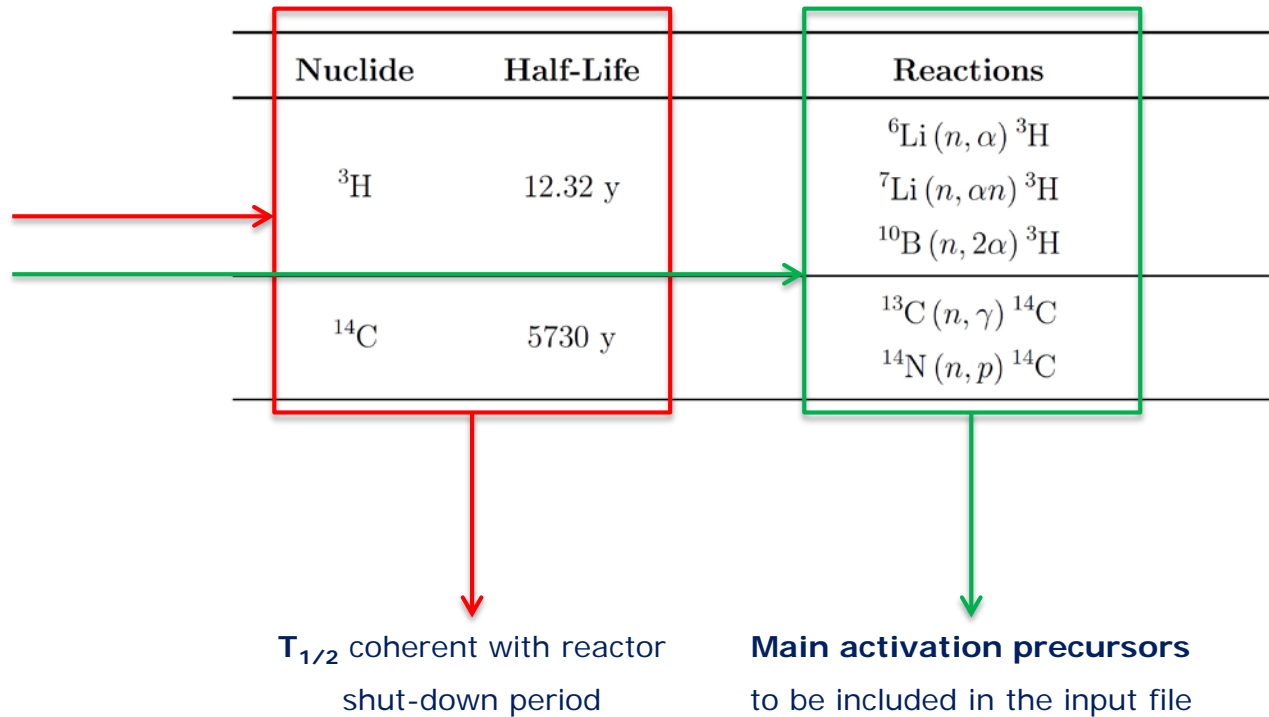 Nuclide Half-Life Reactions
⁶Li (n, α) ³H
³H 12.32 y ⁷Li (n, αn) ³H
¹⁰B (n, 2α) ³H
¹³C (n, γ) ¹⁴C
¹⁴C 5730 y
¹⁴N (n, p) ¹⁴C
T₁/₂ coherent with reactor
shut-down period
Main activation precursors
to be included in the input file